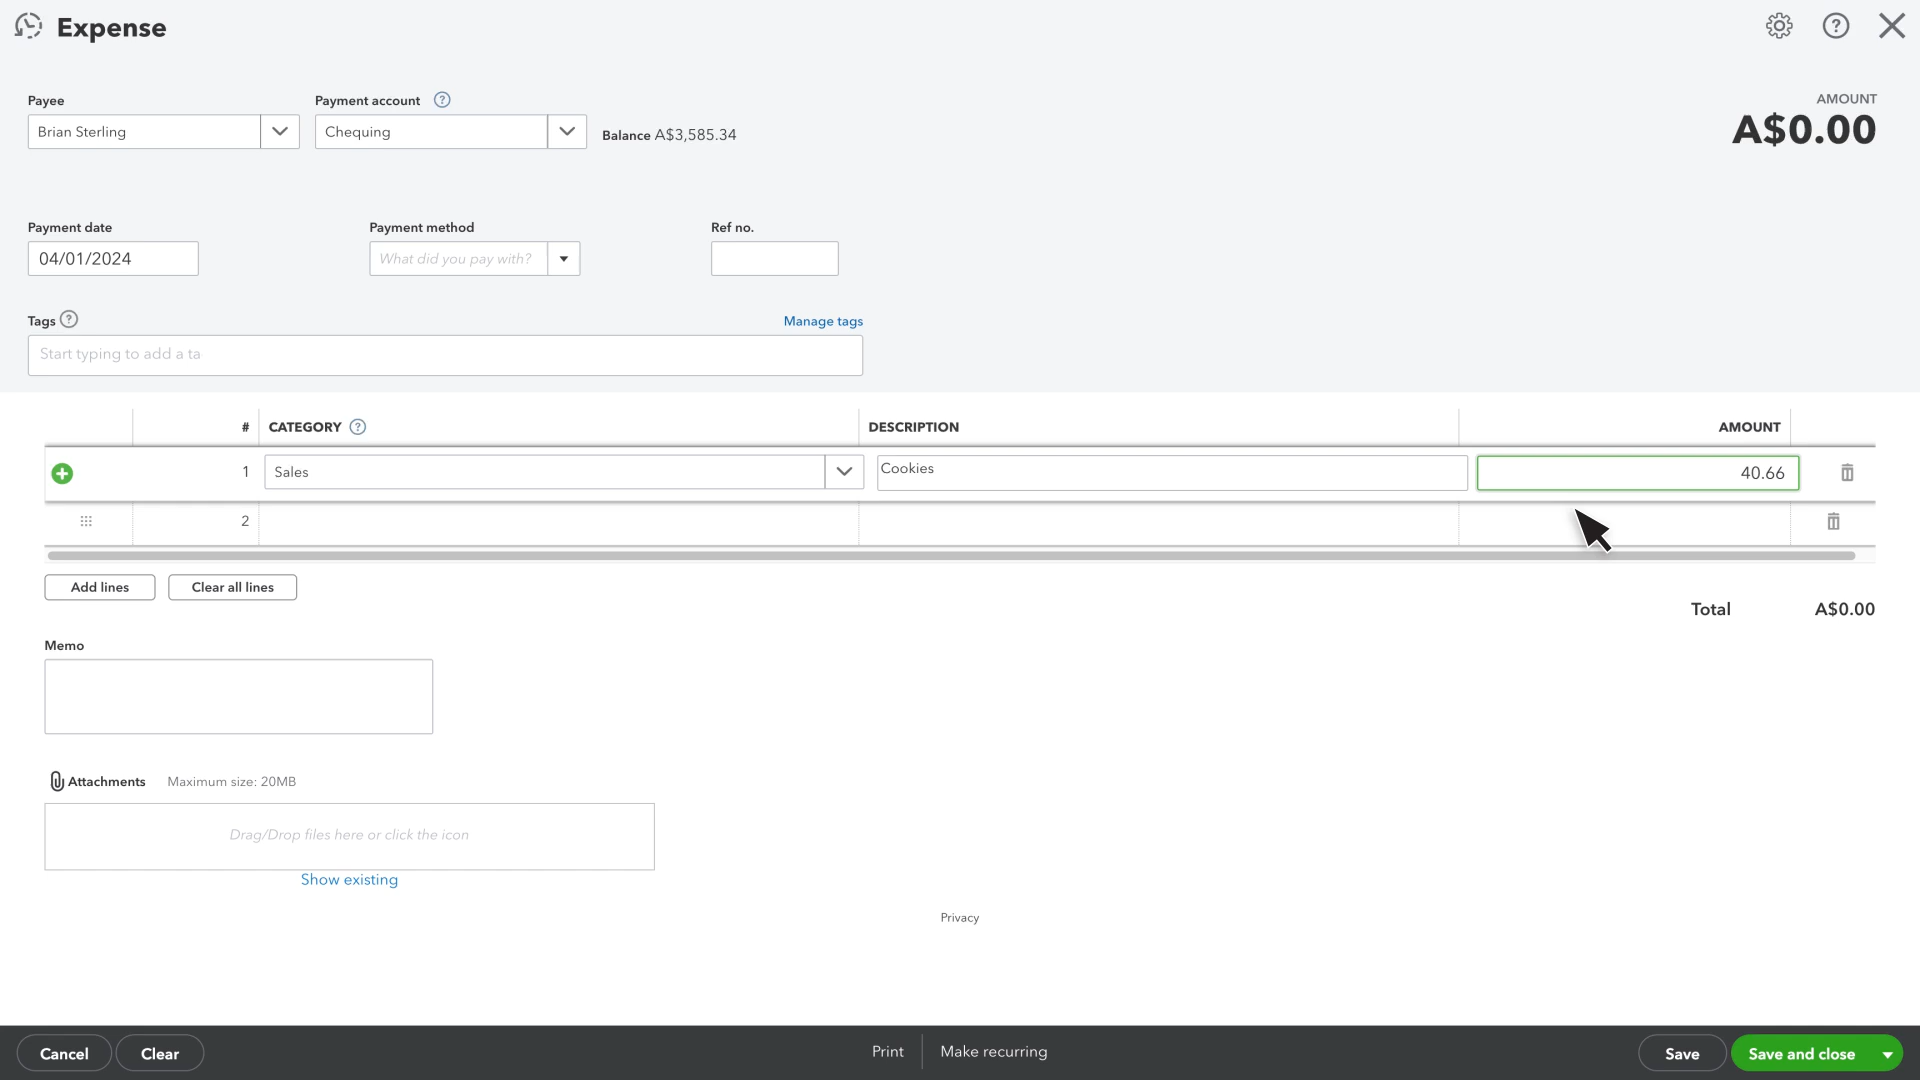 Expense
Payee
Payment account
AMOUNT
Brian Sterling
Chequing
Balance A$3,585.34
A$0.00
Payment date
Payment method
Ref no.
04/01/2024
What did you pay with?
Tags
Manage tags
Start typing to add a ta
# CATEGORY DESCRIPTION AMOUNT
1 Sales Cookies 40.66
2
Add lines
Clear all lines
Total A$0.00
Memo
Attachments Maximum size: 20MB
Drag/Drop files here or click the icon
Show existing
Privacy
Cancel
Clear
Print
Make recurring
Save
Save and close